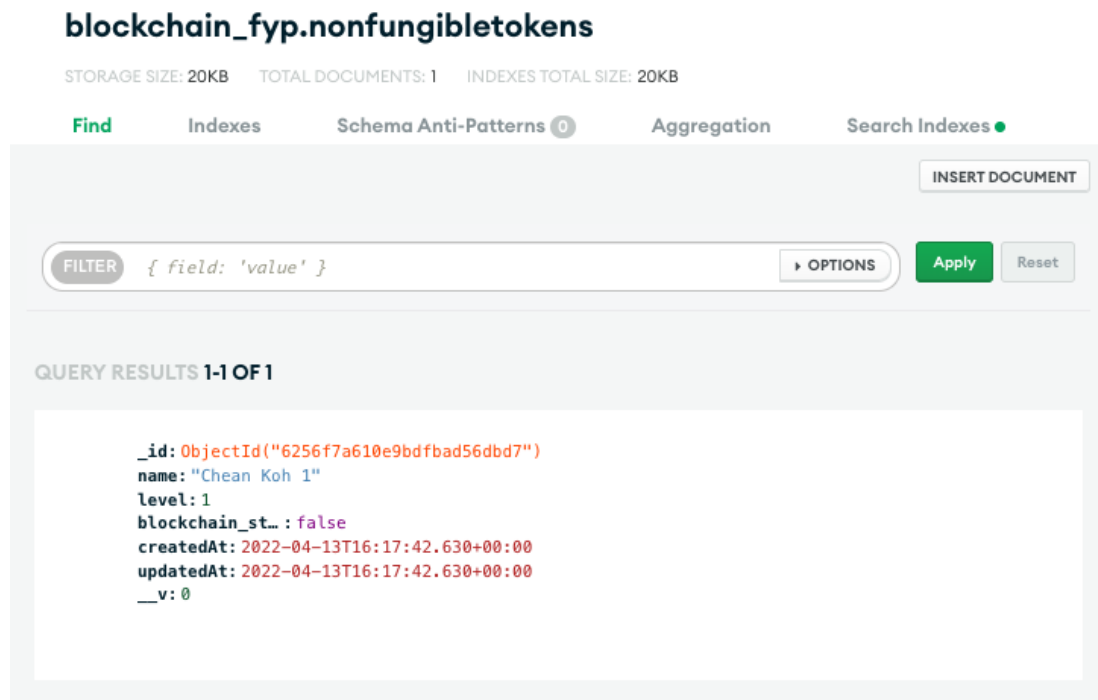 blockchain_fyp.nonfungibletokens
STORAGE SIZE: 20KB TOTAL DOCUMENTS: 1 INDEXES TOTAL SIZE: 20KB
Find Indexes Schema Anti-Patterns 0 Aggregation Search Indexes
INSERT DOCUMENT
FILTER { field: 'value' } OPTIONS Apply Reset
QUERY RESULTS 1-1 OF 1
_id: ObjectId("6256f7a610e9bdfbad56dbd7")
name: "Chean Koh 1"
level: 1
blockchain_st… : false
createdAt: 2022-04-13T16:17:42.630+00:00
updatedAt: 2022-04-13T16:17:42.630+00:00
__v: 0